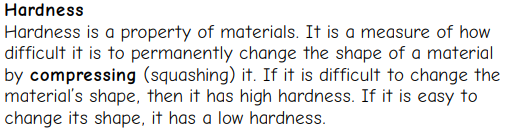 Hardness
Hardness is a property of materials. It is a measure of how
difficult it is to permanently change the shape of a material
by compressing (squashing) it. If it is difficult to change the
material's shape, then it has high hardness. If it is easy to
change its shape, it has a low hardness.